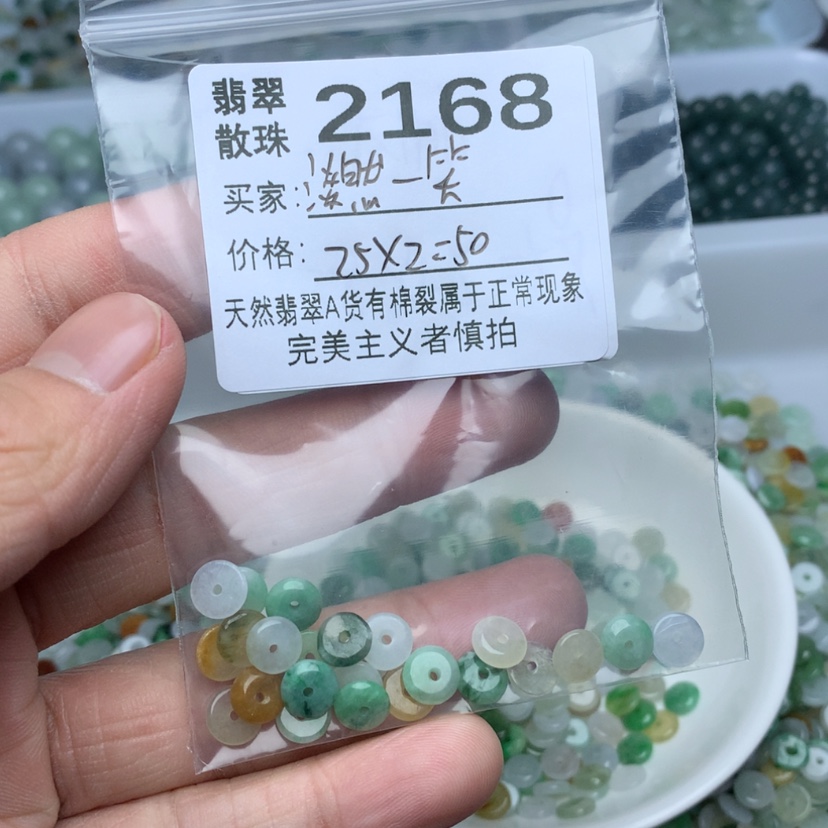 翡翠
散珠
2168
买家:
价格: 25X2=50
天然翡翠A货有棉裂属于正常现象
完美主义者慎拍